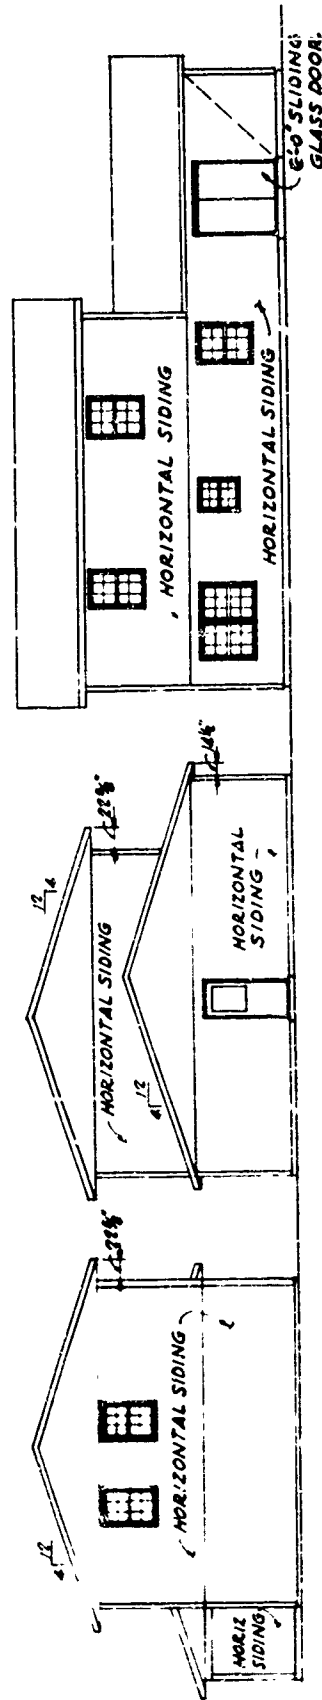 12
4
HORIZONTAL SIDING
HORIZ
SIDING
12
4
HORIZONTAL SIDING
12
4
HORIZONTAL
SIDING
HORIZONTAL SIDING
HORIZONTAL SIDING
6'-0" SLIDING
GLASS DOOR.